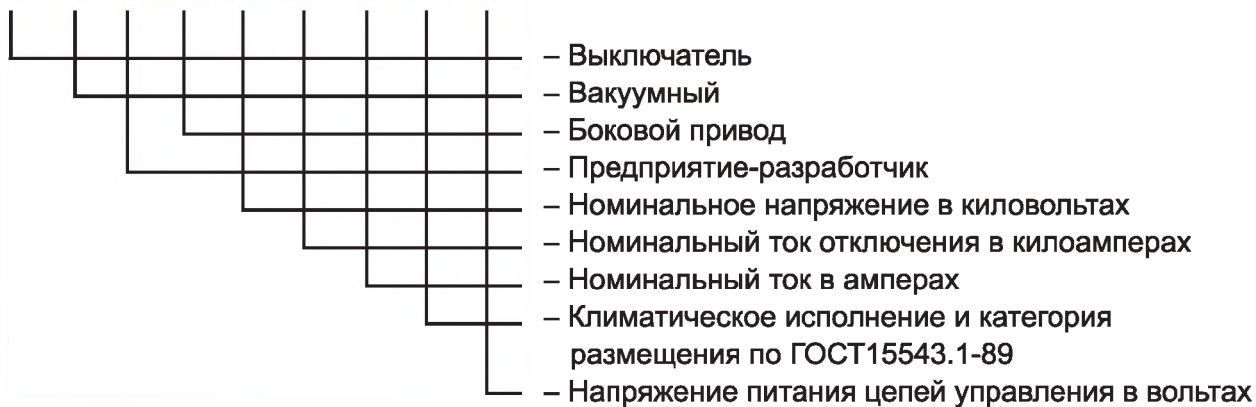 – Выключатель
– Вакуумный
– Боковой привод
– Предприятие-разработчик
– Номинальное напряжение в киловольтах
– Номинальный ток отключения в килоамперах
– Номинальный ток в амперах
– Климатическое исполнение и категория
размещения по ГОСТ15543.1-89
– Напряжение питания цепей управления в вольтах